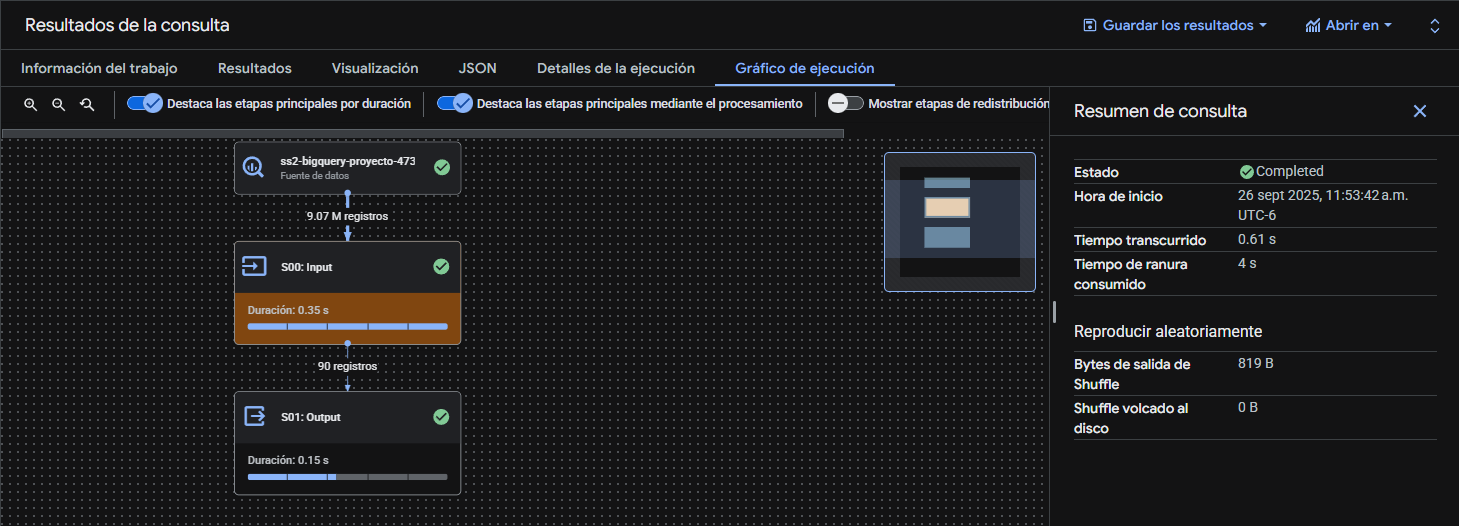 Resultados de la consulta
Guardar los resultados
Abrir en
Información del trabajo
Resultados
Visualización
JSON
Detalles de la ejecución
Gráfico de ejecución
Destaca las etapas principales por duración
Destaca las etapas principales mediante el procesamiento
Mostrar etapas de redistribución
ss2-bigquery-proyecto-473
Fuente de datos
9.07 M registros
S00: Input
Duración: 0.35 s
90 registros
S01: Output
Duración: 0.15 s
Resumen de consulta
Estado
Completed
Hora de inicio
26 sept 2025, 11:53:42 a.m.
UTC-6
Tiempo transcurrido
0.61 s
Tiempo de ranura
consumido
4 s
Reproducir aleatoriamente
Bytes de salida de
Shuffle
819 B
Shuffle volcado al
disco
0 B